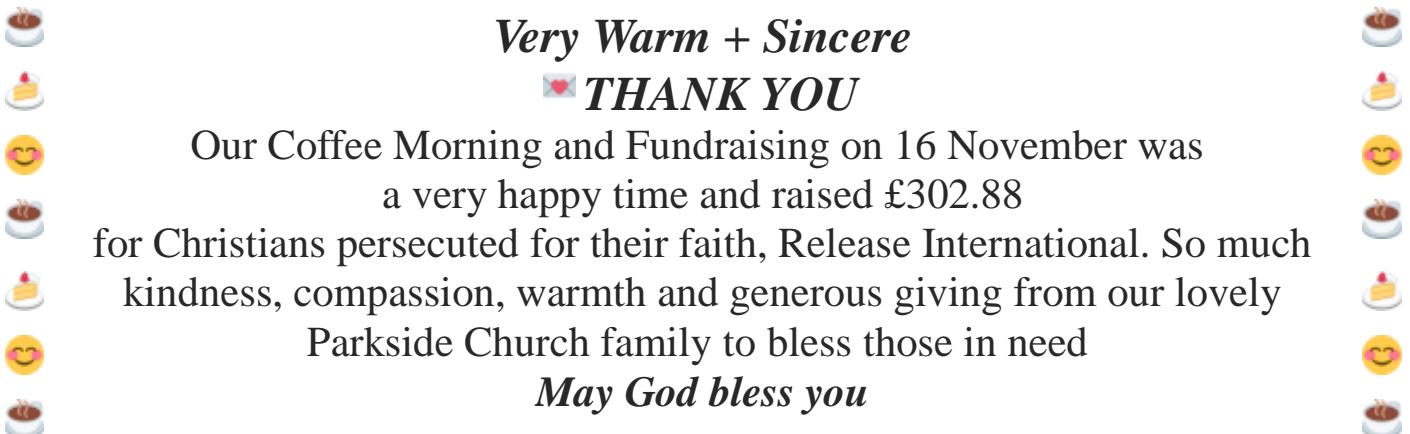 Very Warm + Sincere
THANK YOU
Our Coffee Morning and Fundraising on 16 November was
a very happy time and raised £302.88
for Christians persecuted for their faith, Release International. So much
kindness, compassion, warmth and generous giving from our lovely
Parkside Church family to bless those in need
May God bless you